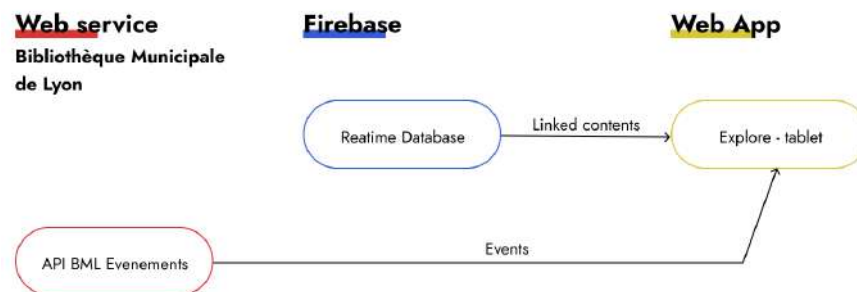 Web service
Bibliothèque Municipale
de Lyon
Firebase
Web App
Reatime Database
Linked contents
Explore - tablet
API BML Evenements
Events